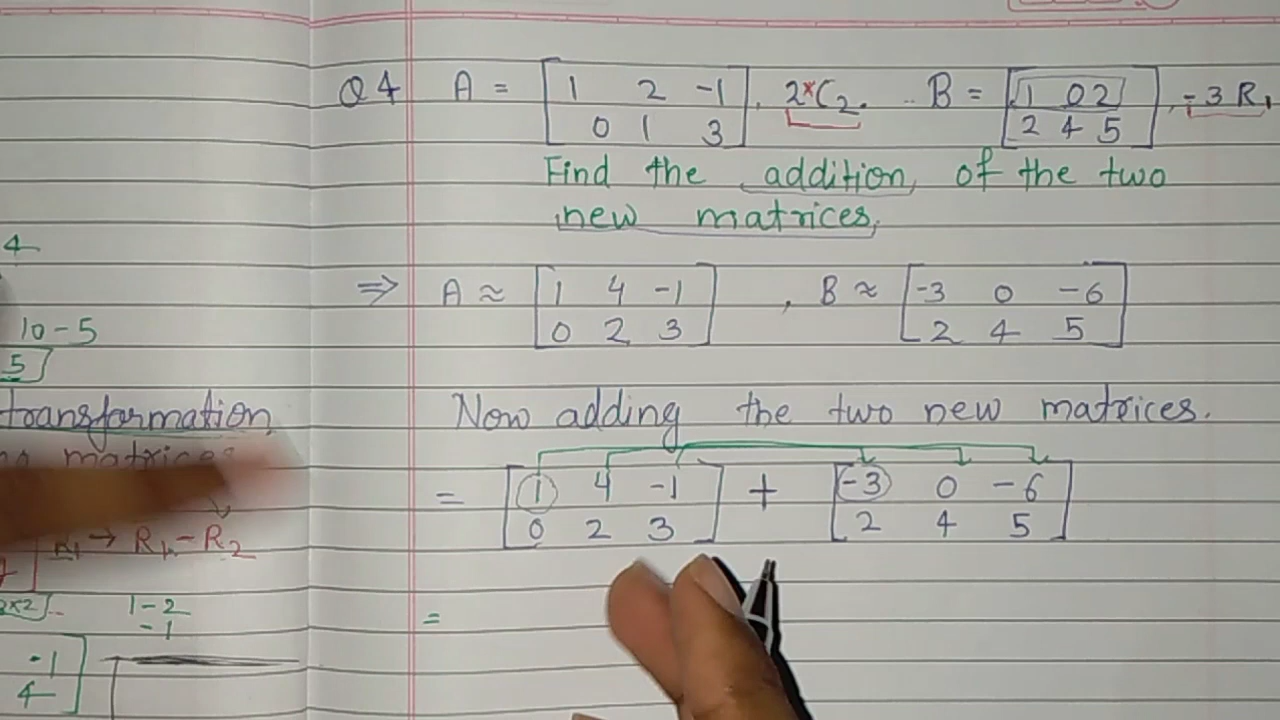 Q4 A = [1 2 -1], 2*C2. B = [1 0 2], -3 R1
0 1 3 2 4 5
Find the addition of the two
new matrices.
⇒ A ≈ [1 4 -1], B ≈ [-3 0 -6]
0 2 3 2 4 5
Now adding the two new matrices.
= [1 4 -1] + [-3 0 -6]
0 2 3 2 4 5
=
4
10-5
5
transformation
matrices
R1 → R1-R2
1-2
-1
-1
4